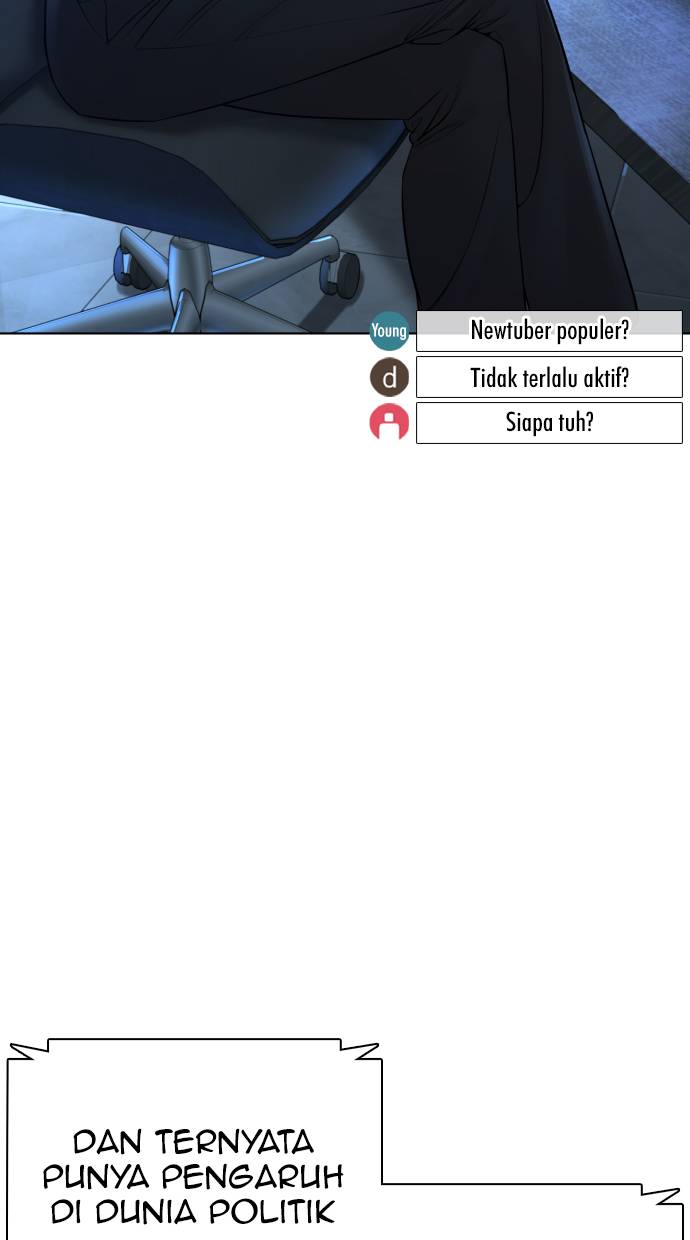 Young Newtuber populer?
d Tidak terlalu aktif?
Siapa tuh?
DAN TERNYATA
PUNYA PENGARUH
DI DUNIA POLITIK